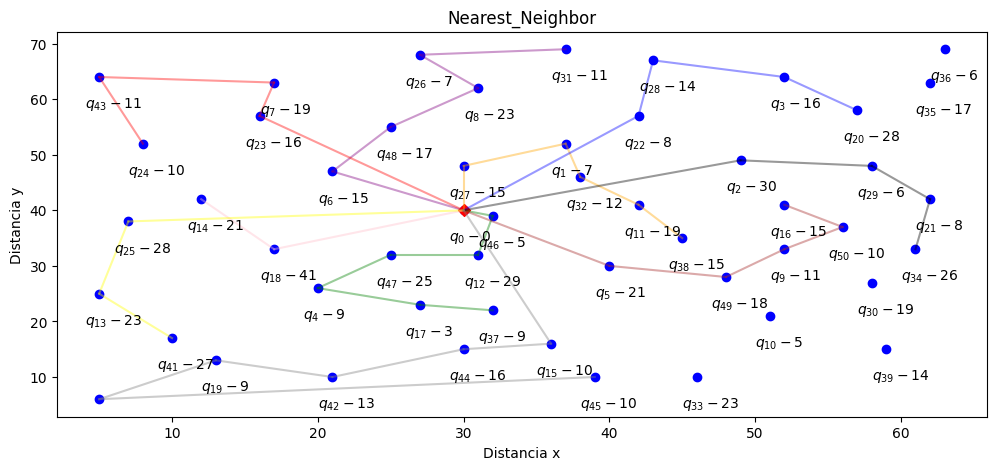 Nearest_Neighbor
70
60
50
40
30
20
10
Distancia y
q36 − 6
q31 − 11
q26 − 7
q28 − 14
q43 − 11
q7 − 19
q8 − 23
q3 − 16
q35 − 17
q23 − 16
q22 − 8
q20 − 28
q48 − 17
q24 − 10
q1 − 7
q27 − 15
q2 − 30
q29 − 6
q6 − 15
q32 − 12
q14 − 21
q0 − 0
q46 − 5
q11 − 19
q16 − 15
q21 − 8
q25 − 28
q50 − 10
q38 − 15
q18 − 41
q47 − 25
q12 − 29
q9 − 11
q34 − 26
q5 − 21
q49 − 18
q30 − 19
q13 − 23
q4 − 9
q17 − 3
q37 − 9
q10 − 5
q41 − 27
q15 − 10
q44 − 16
q39 − 14
q19 − 9
q42 − 13
q45 − 10
q33 − 23
10 20 30 40 50 60
Distancia x